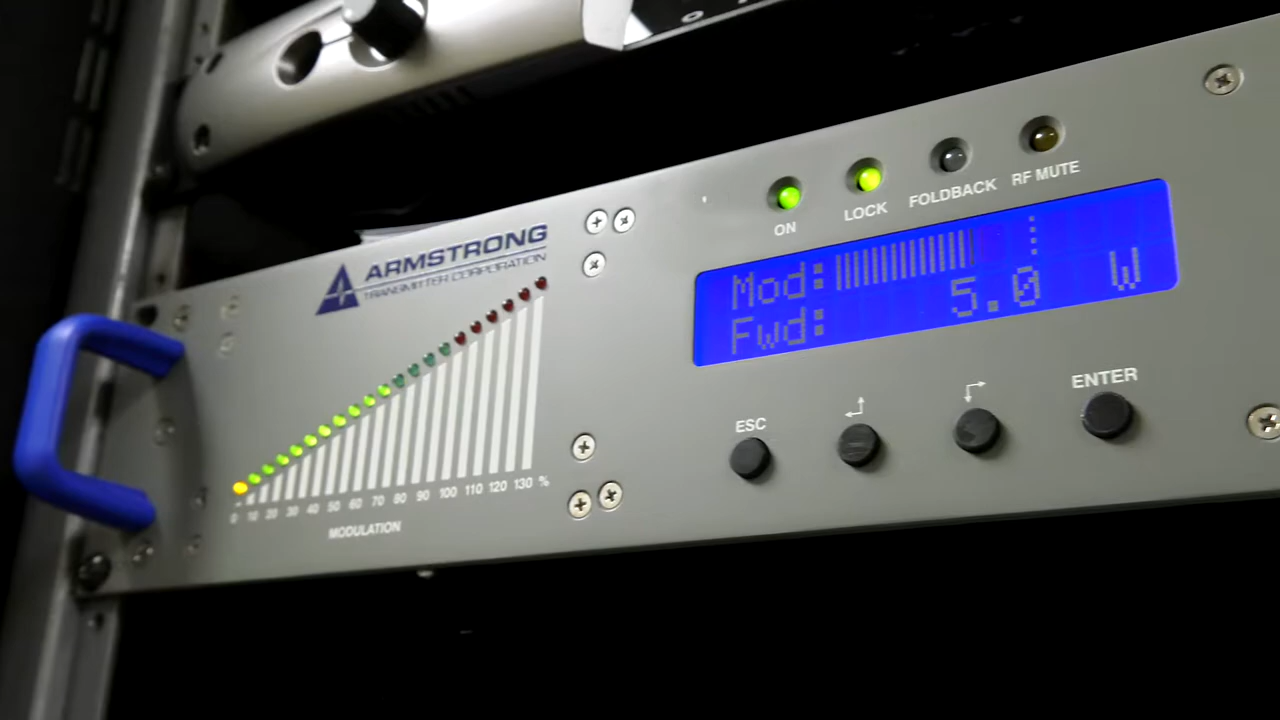 ARMSTRONG
TRANSMITTER CORPORATION
ON
LOCK
FOLDBACK
RF MUTE
Mod:
Fwd: 5.0 W
ESC
ENTER
0 10 20 30 40 50 60 70 80 90 100 110 120 130 %
MODULATION